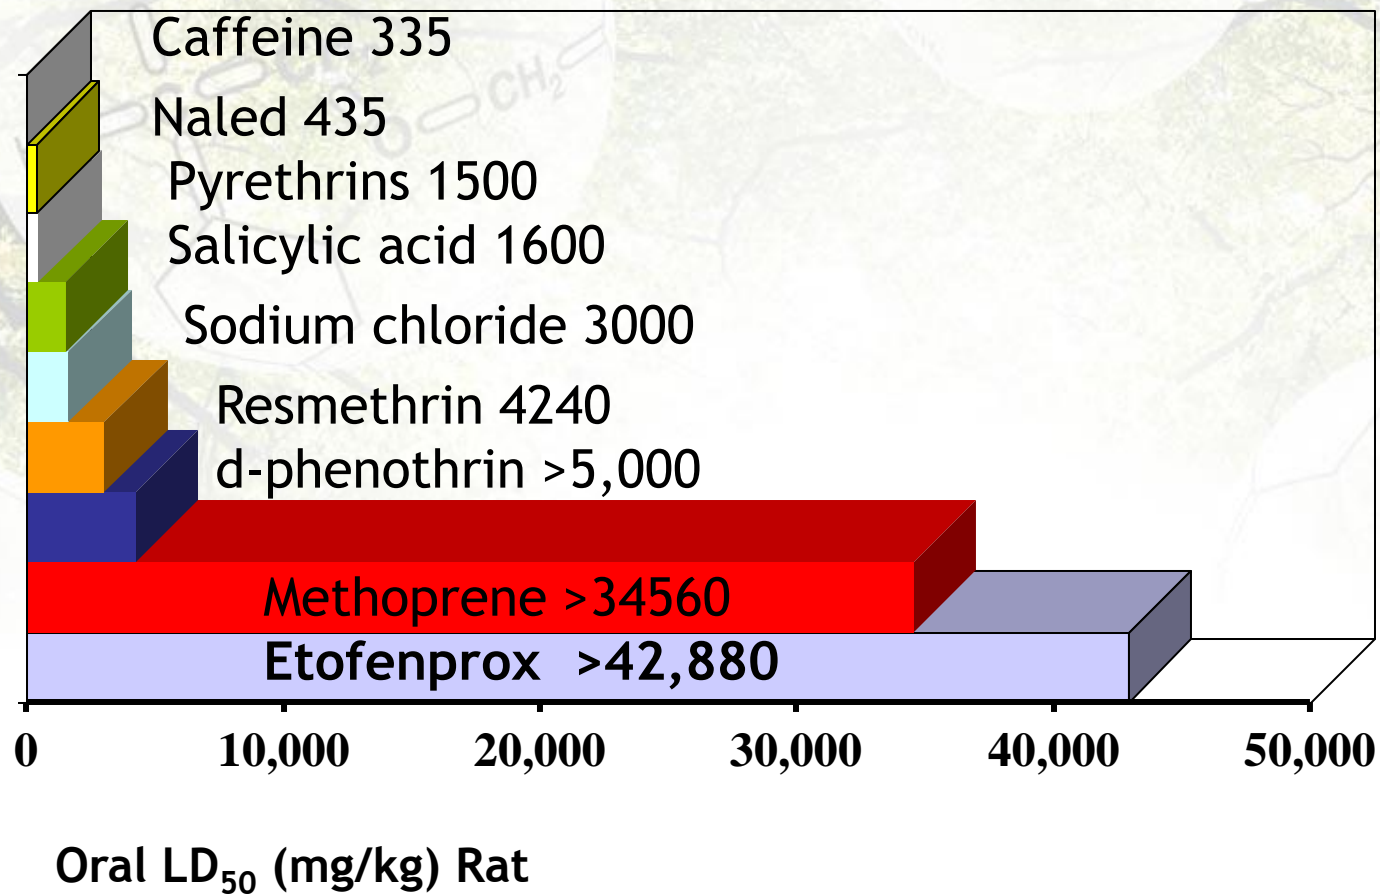 Caffeine 335
Naled 435
Pyrethrins 1500
Salicylic acid 1600
Sodium chloride 3000
Resmethrin 4240
d-phenothrin >5,000
Methoprene >34560
Etofenprox >42,880
0 10,000 20,000 30,000 40,000 50,000
Oral LD₅₀ (mg/kg) Rat
CH₂